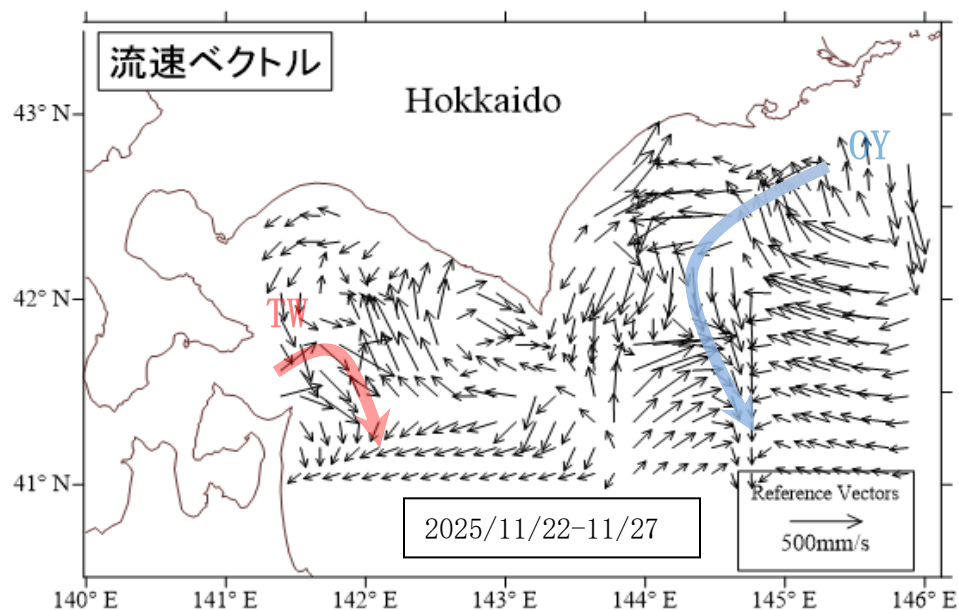 流速ベクトル
Hokkaido
OY
TW
43° N
42° N
41° N
2025/11/22-11/27
Reference Vectors
500mm/s
140° E
141° E
142° E
143° E
144° E
145° E
146° E